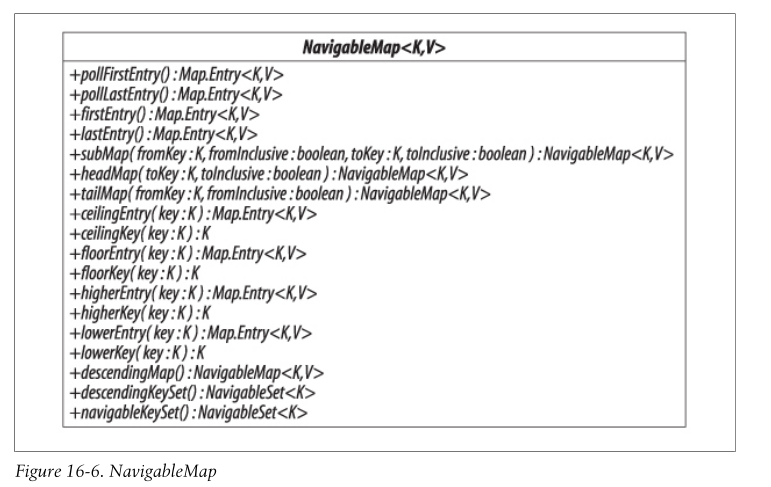 NavigableMap<K,V>
+pollFirstEntry() : Map.Entry<K,V>
+pollLastEntry() : Map.Entry<K,V>
+firstEntry() : Map.Entry<K,V>
+lastEntry() : Map.Entry<K,V>
+subMap( fromKey : K, fromInclusive : boolean, toKey : K, toInclusive : boolean ) : NavigableMap<K,V>
+headMap( toKey : K, toInclusive : boolean ) : NavigableMap<K,V>
+tailMap( fromKey : K, fromInclusive : boolean ) : NavigableMap<K,V>
+ceilingEntry( key : K ) : Map.Entry<K,V>
+ceilingKey( key : K ) : K
+floorEntry( key : K ) : Map.Entry<K,V>
+floorKey( key : K ) : K
+higherEntry( key : K ) : Map.Entry<K,V>
+higherKey( key : K ) : K
+lowerEntry( key : K ) : Map.Entry<K,V>
+lowerKey( key : K ) : K
+descendingMap() : NavigableMap<K,V>
+descendingKeySet() : NavigableSet<K>
+navigableKeySet() : NavigableSet<K>
Figure 16-6. NavigableMap